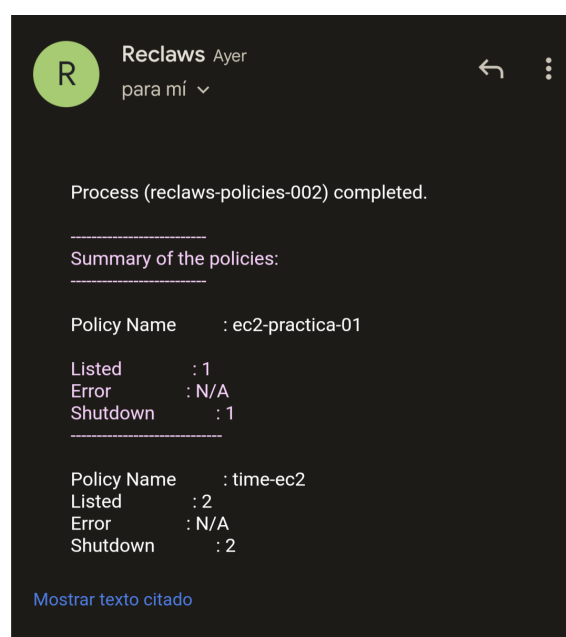 R
Reclaws Ayer
para mí
Process (reclaws-policies-002) completed.
--------------------------
Summary of the policies:
--------------------------
Policy Name : ec2-practica-01
Listed : 1
Error : N/A
Shutdown : 1
-----------------------------
Policy Name : time-ec2
Listed : 2
Error : N/A
Shutdown : 2
Mostrar texto citado